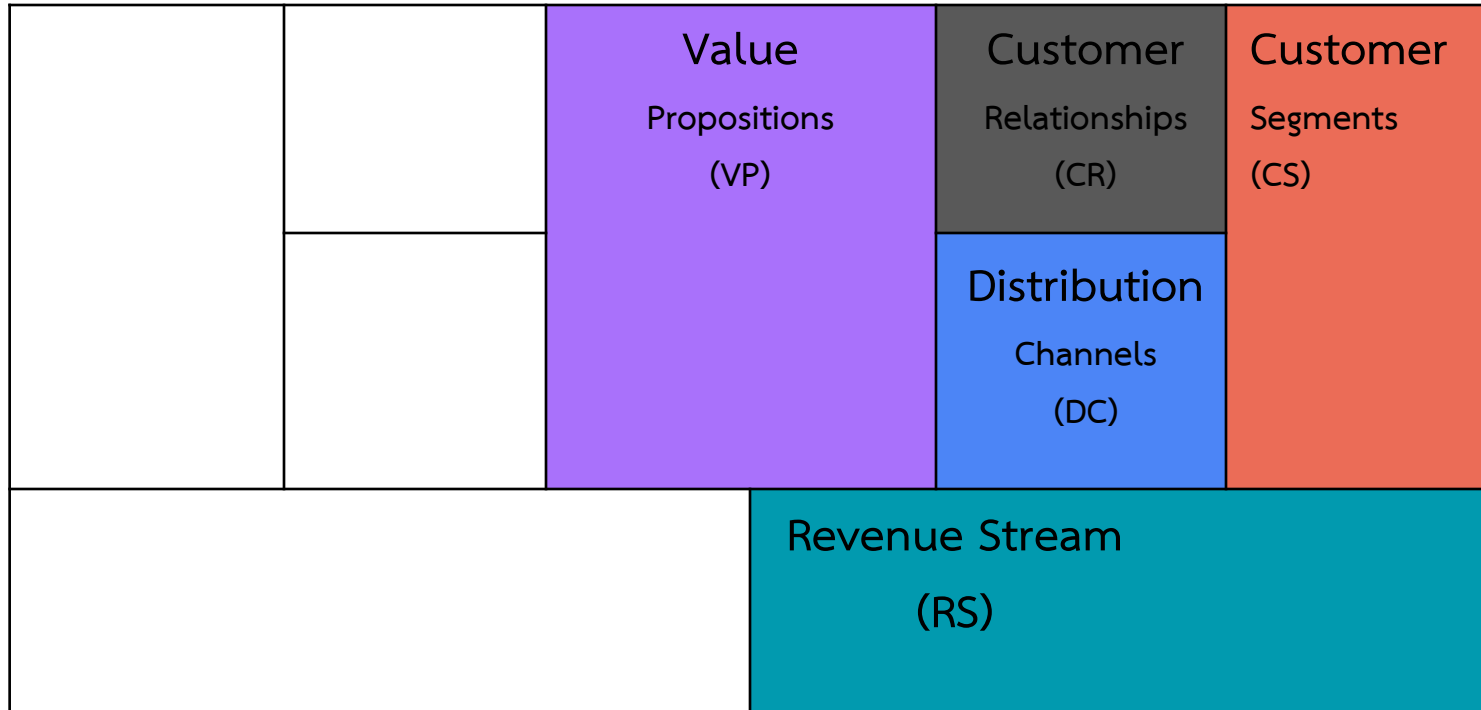 Value
Propositions
(VP)
Customer
Relationships
(CR)
Customer
Segments
(CS)
Distribution
Channels
(DC)
Revenue Stream
(RS)